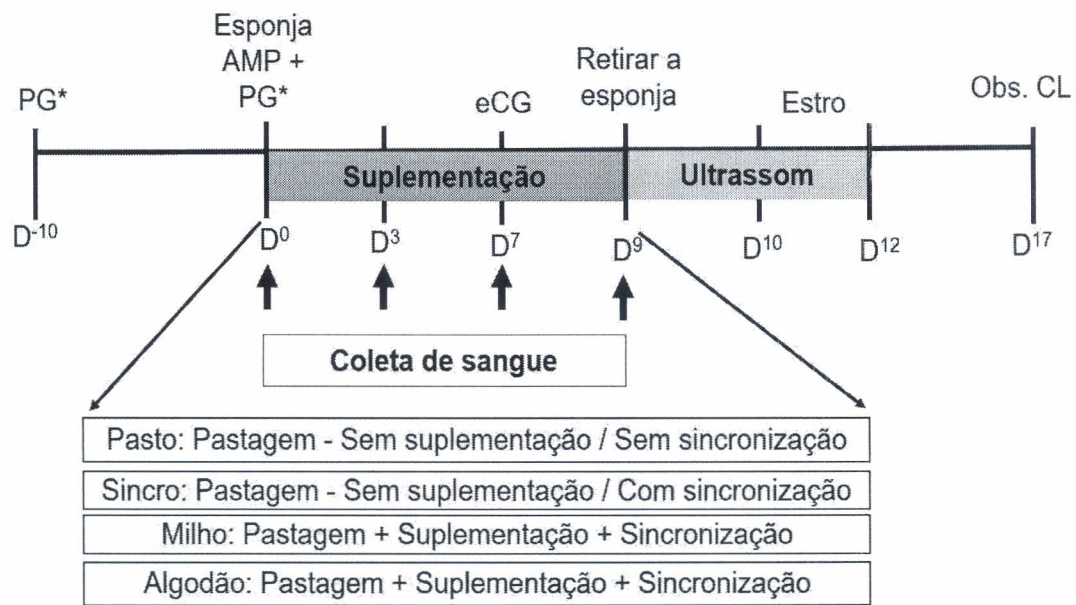 Esponja
AMP +
PG*
Retirar a
esponja
PG*
eCG
Estro
Obs. CL
Suplementação
Ultrassom
D-10
D0
D3
D7
D9
D10
D12
D17
Coleta de sangue
Pasto: Pastagem - Sem suplementação / Sem sincronização
Sincro: Pastagem - Sem suplementação / Com sincronização
Milho: Pastagem + Suplementação + Sincronização
Algodão: Pastagem + Suplementação + Sincronização